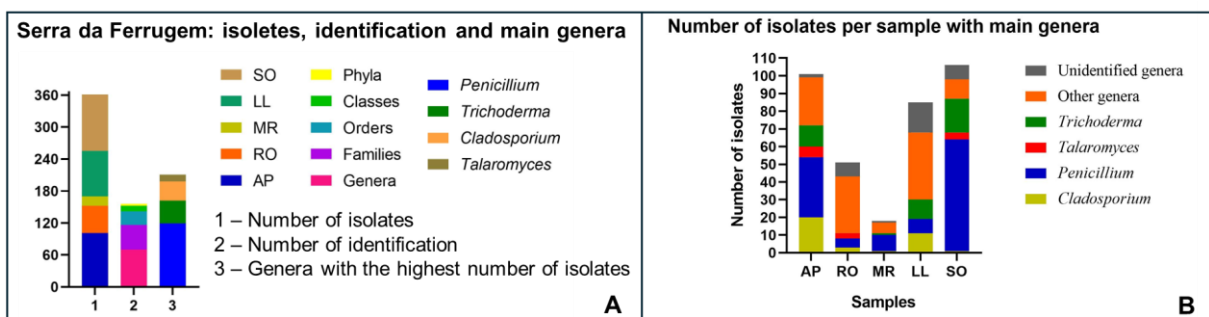 Serra da Ferrugem: isoletes, identification and main genera
360
300
240
180
120
60
0
1 2 3
SO
LL
MR
RO
AP
Phyla
Classes
Orders
Families
Genera
Penicillium
Trichoderma
Cladosporium
Talaromyces
1 – Number of isolates
2 – Number of identification
3 – Genera with the highest number of isolates
A
Number of isolates per sample with main genera
Number of isolates
110
100
90
80
70
60
50
40
30
20
10
0
AP RO MR LL SO
Samples
Unidentified genera
Other genera
Trichoderma
Talaromyces
Penicillium
Cladosporium
B